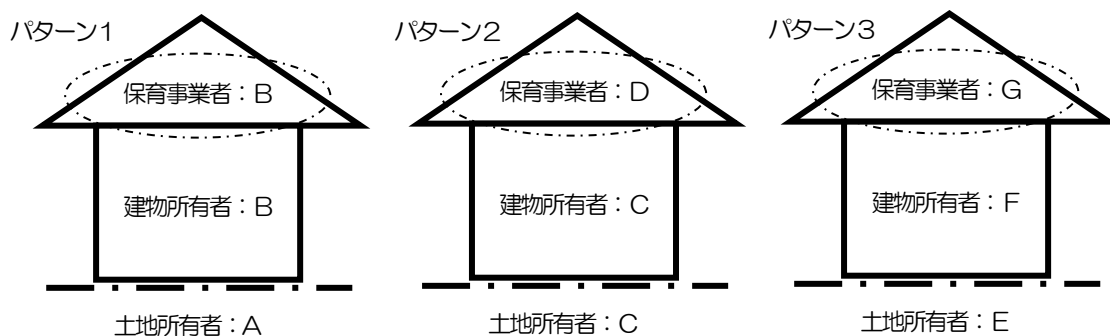 パターン1
保育事業者：B
建物所有者：B
土地所有者：A
パターン2
保育事業者：D
建物所有者：C
土地所有者：C
パターン3
保育事業者：G
建物所有者：F
土地所有者：E